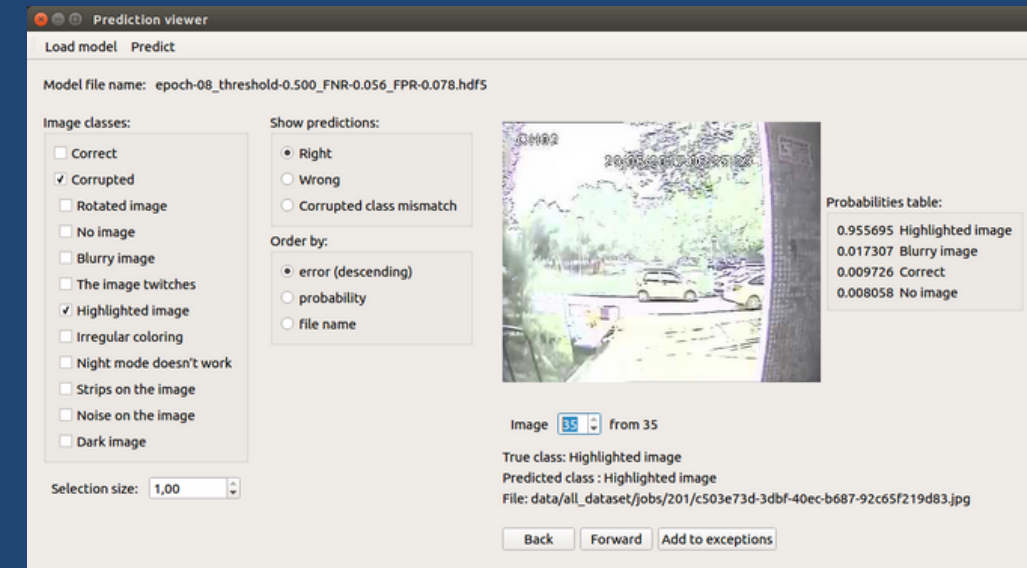 Prediction viewer
Load model Predict
Model file name: epoch-08_threshold-0.500_FNR-0.056_FPR-0.078.hdf5
Image classes:
Correct
Corrupted
Rotated image
No image
Blurry image
The image twitches
Highlighted image
Irregular coloring
Night mode doesn't work
Strips on the image
Noise on the image
Dark image
Selection size: 1,00
Show predictions:
Right
Wrong
Corrupted class mismatch
Order by:
error (descending)
probability
file name
Probabilities table:
0.955695 Highlighted image
0.017307 Blurry image
0.009726 Correct
0.008058 No image
Image 35 from 35
True class: Highlighted image
Predicted class : Highlighted image
File: data/all_dataset/jobs/201/c503e73d-3dbf-40ec-b687-92c65f219d83.jpg
Back Forward Add to exceptions